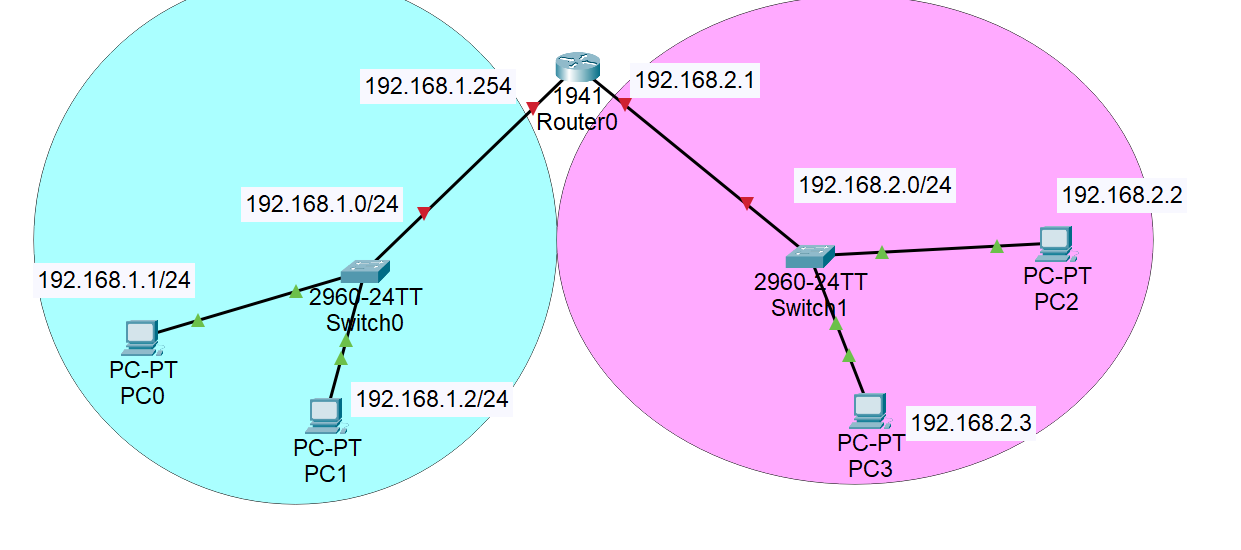 192.168.1.254
1941
Router0
192.168.2.1
192.168.1.0/24
192.168.2.0/24
192.168.2.2
192.168.1.1/24
2960-24TT
Switch0
2960-24TT
Switch1
PC-PT
PC2
PC-PT
PC0
192.168.1.2/24
PC-PT
PC1
192.168.2.3
PC-PT
PC3